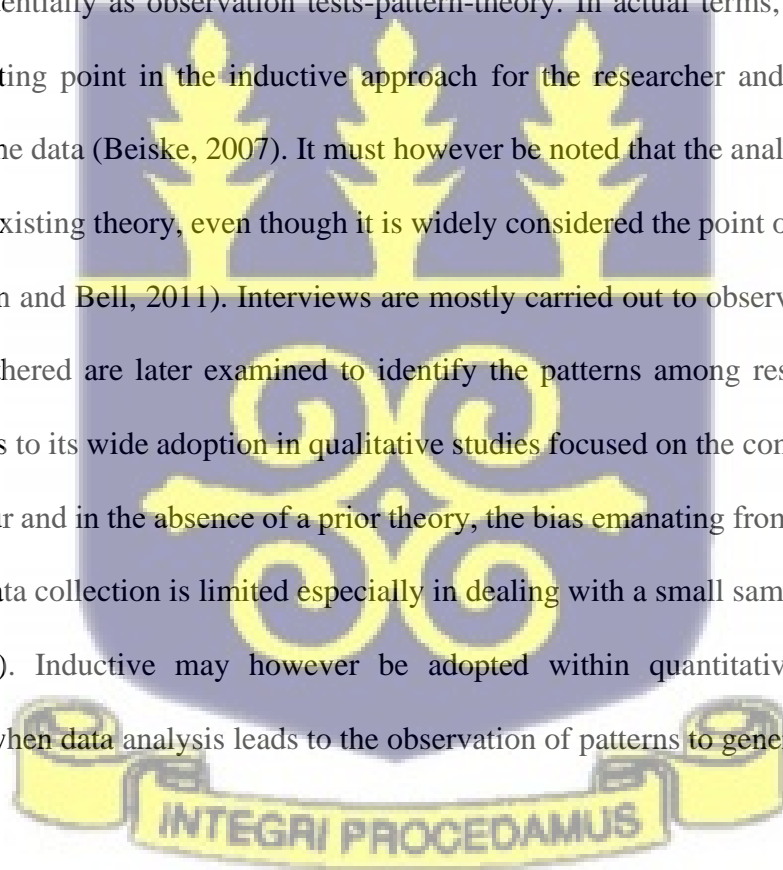 entially as observation tests-pattern-theory. In actual terms,
ting point in the inductive approach for the researcher and
ne data (Beiske, 2007). It must however be noted that the anal
xisting theory, even though it is widely considered the point o
n and Bell, 2011). Interviews are mostly carried out to observ
thered are later examined to identify the patterns among res
s to its wide adoption in qualitative studies focused on the con
ur and in the absence of a prior theory, the bias emanating from
ata collection is limited especially in dealing with a small sam
). Inductive may however be adopted within quantitativ
when data analysis leads to the observation of patterns to gene
INTEGRI PROCEDAMUS